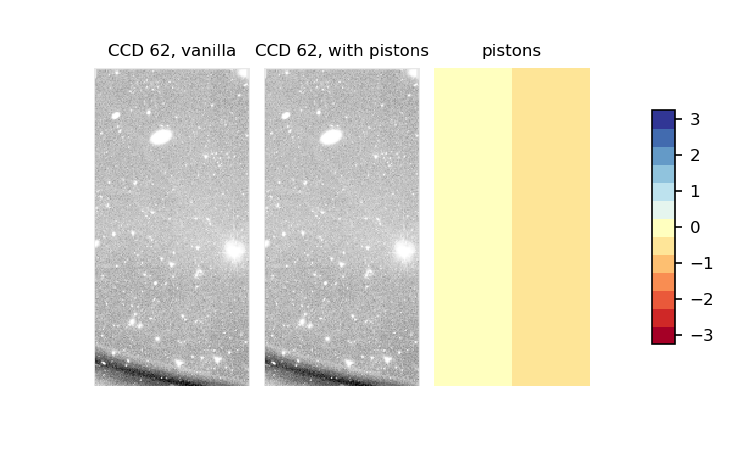 CCD 62, vanilla
CCD 62, with pistons
pistons
3
2
1
0
−1
−2
−3